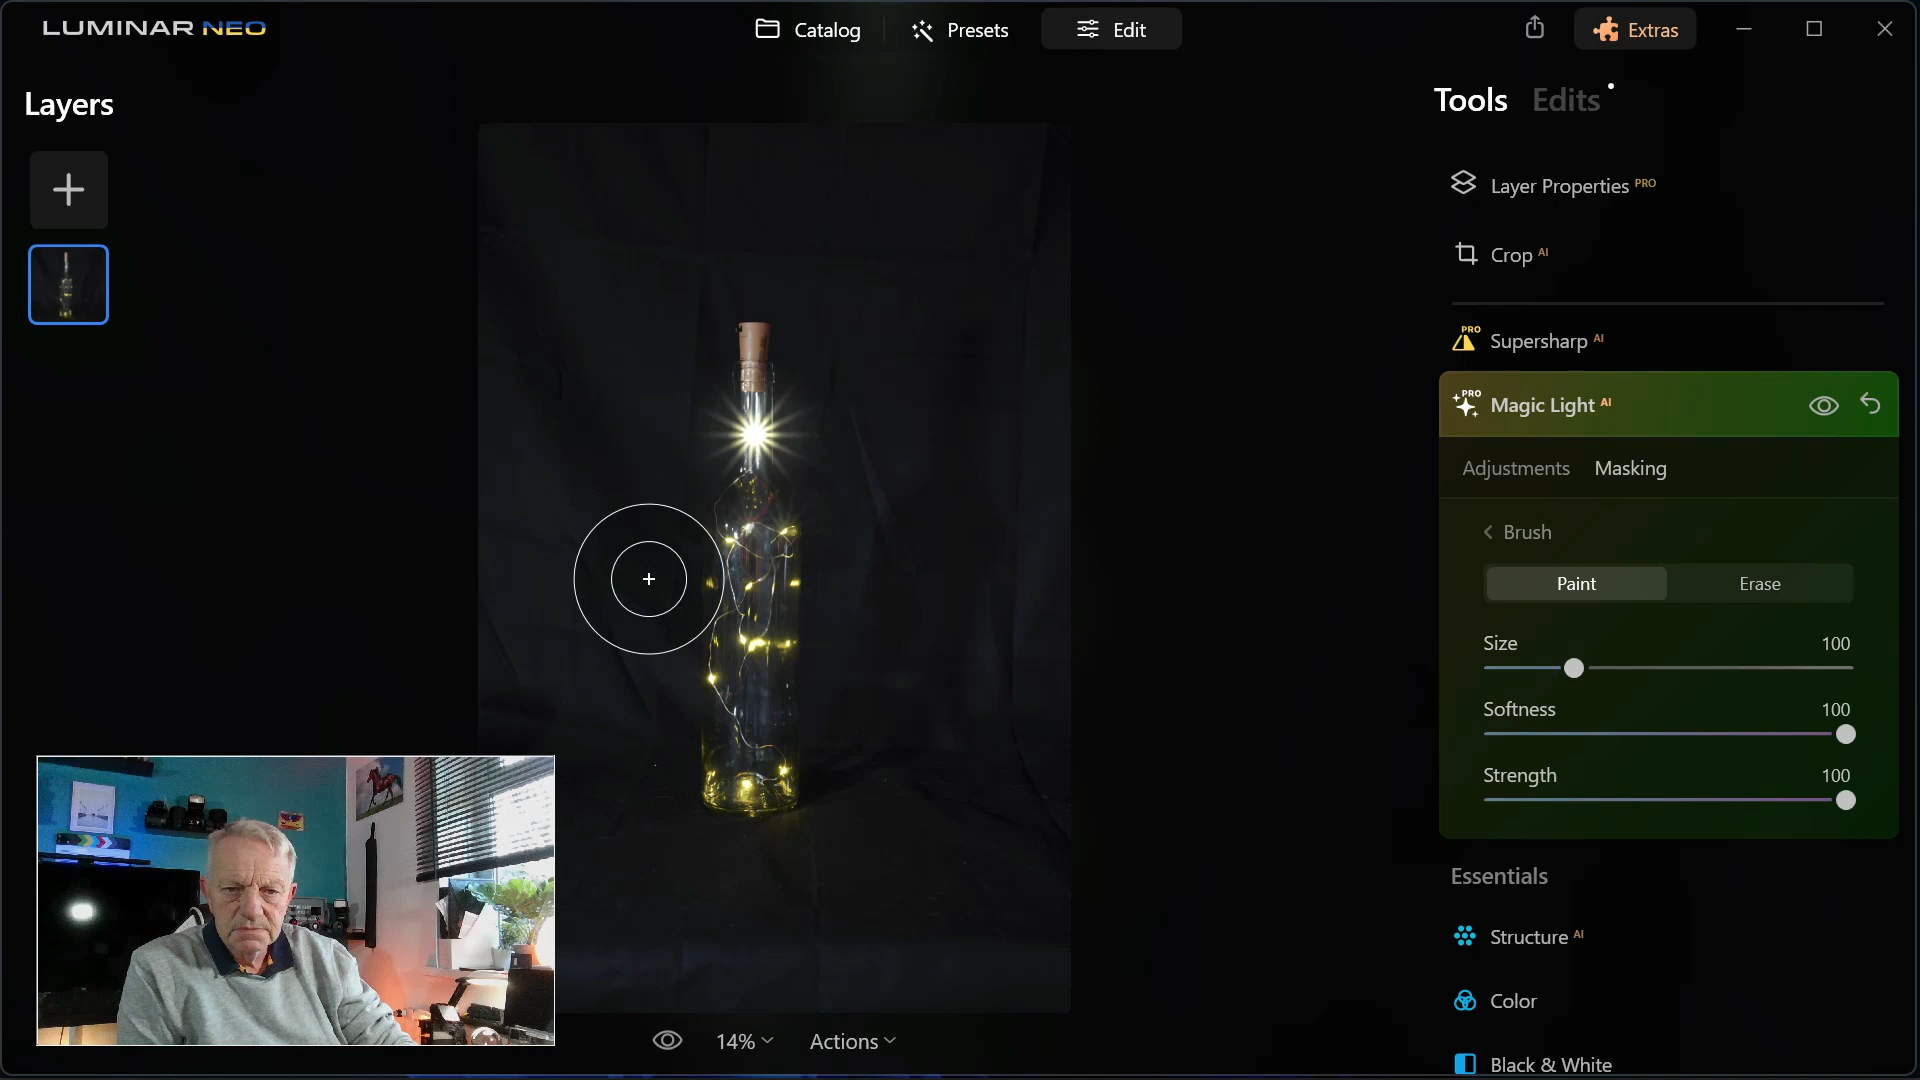 LUMINAR NEO
Catalog
Presets
Edit
Extras
Layers
Tools
Edits
Layer Properties PRO
Crop AI
PRO
Supersharp AI
PRO
Magic Light AI
Adjustments
Masking
Brush
Paint
Erase
Size
100
Softness
100
Strength
100
Essentials
Structure AI
Color
Black & White
14%
Actions